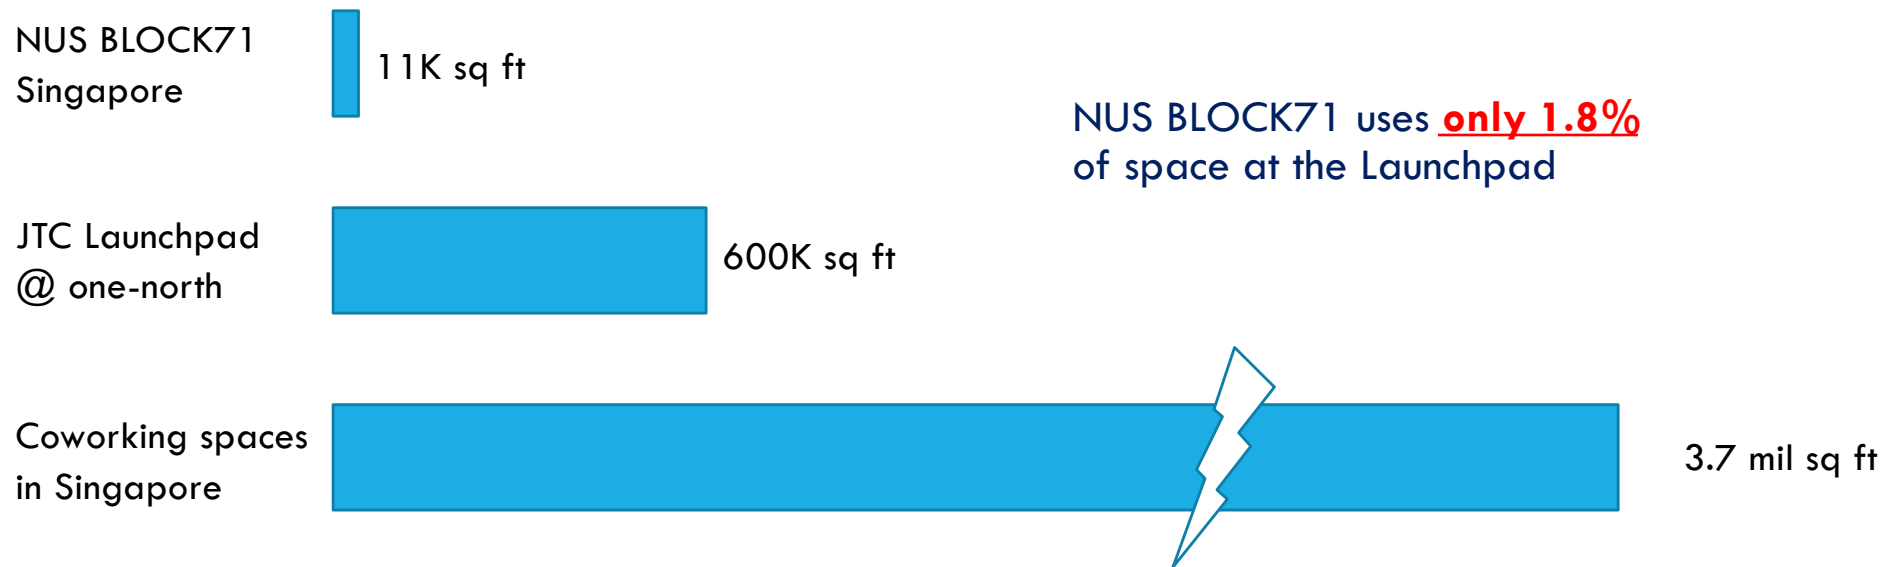 NUS BLOCK71
Singapore
11K sq ft
NUS BLOCK71 uses only 1.8%
of space at the Launchpad
JTC Launchpad
@ one-north
600K sq ft
Coworking spaces
in Singapore
3.7 mil sq ft